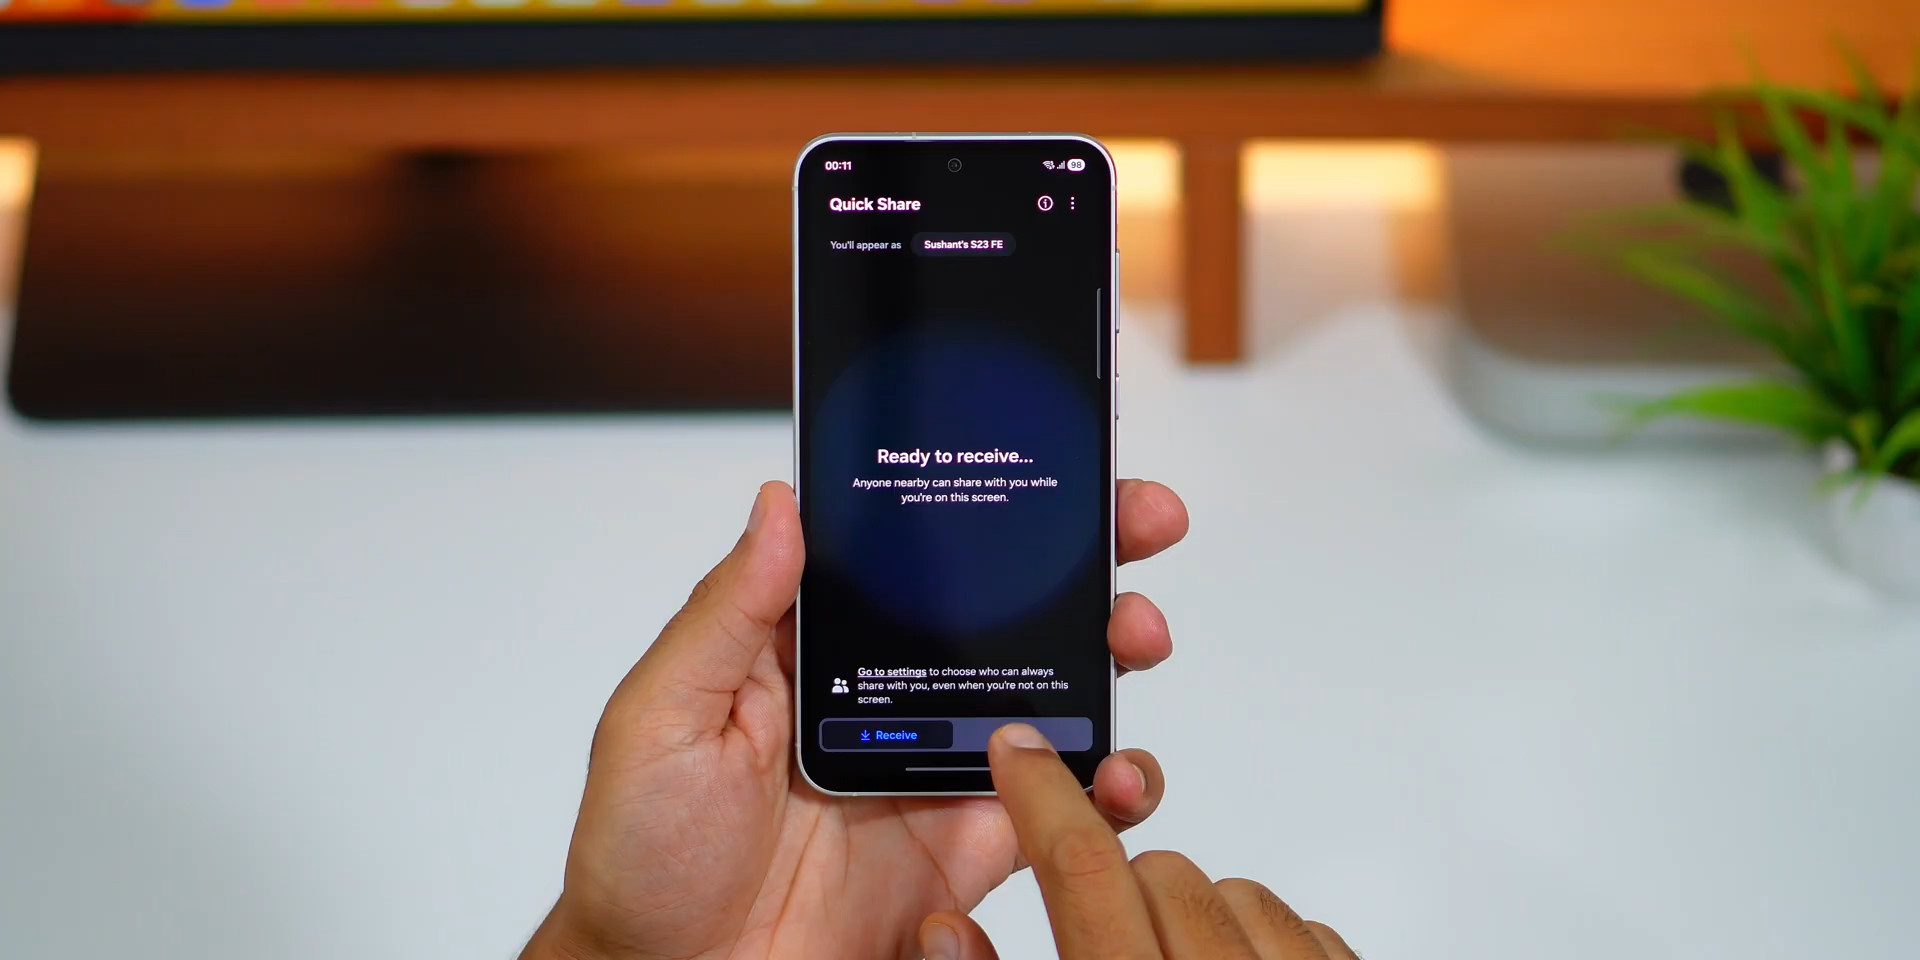 00:11
98
Quick Share
You'll appear as Sushant's S23 FE
Ready to receive...
Anyone nearby can share with you while
you're on this screen.
Go to settings to choose who can always
share with you, even when you're not on this
screen.
Receive